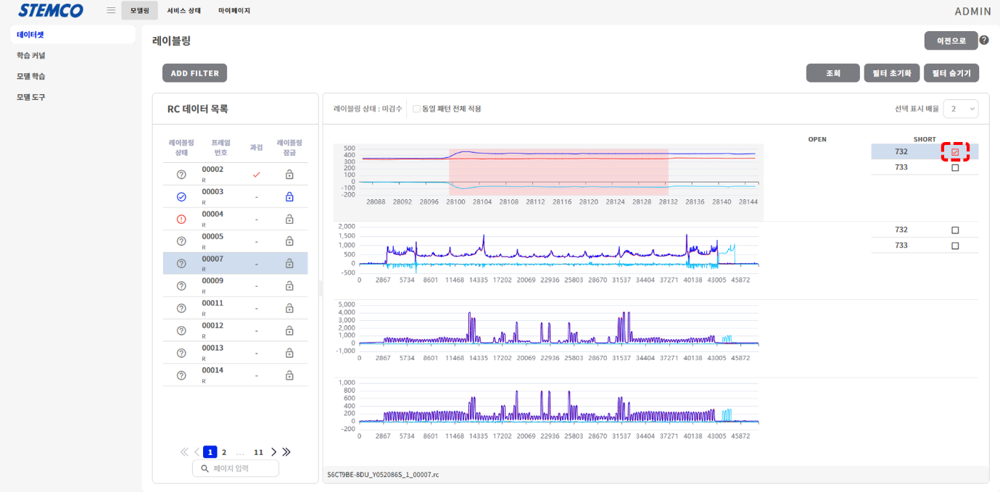 STEMCO
모델링 서비스 상태 마이페이지
ADMIN
데이터셋
학습 커널
모델 학습
모델 도구
레이블링
이전으로 ?
ADD FILTER
조회 필터 초기화 필터 숨기기
RC 데이터 목록
레이블링 상태 프레임 번호 과검 레이블링 잠금
00002
R
00003
R -
00004
R -
00005
R -
00007
R -
00009
R -
00011
R -
00012
R -
00013
R -
00014
R -
1 2 ... 11
페이지 입력
레이블링 상태 : 미검수 동일 패턴 전체 적용
선택 표시 배율 2
OPEN SHORT
732
733
500
400
300
200
100
0
-100
-200
28088 28092 28096 28100 28104 28108 28112 28116 28120 28124 28128 28132 28136 28140 28144
732
733
2,000
1,500
1,000
500
0
-500
0 2867 5734 8601 11468 14335 17202 20069 22936 25803 28670 31537 34404 37271 40138 43005 45872
5,000
4,000
3,000
2,000
1,000
0
-1,000
0 2867 5734 8601 11468 14335 17202 20069 22936 25803 28670 31537 34404 37271 40138 43005 45872
1,000
800
600
400
200
0
-200
0 2867 5734 8601 11468 14335 17202 20069 22936 25803 28670 31537 34404 37271 40138 43005 45872
S6CT9BE-8DU_Y052086S_1_00007.rc